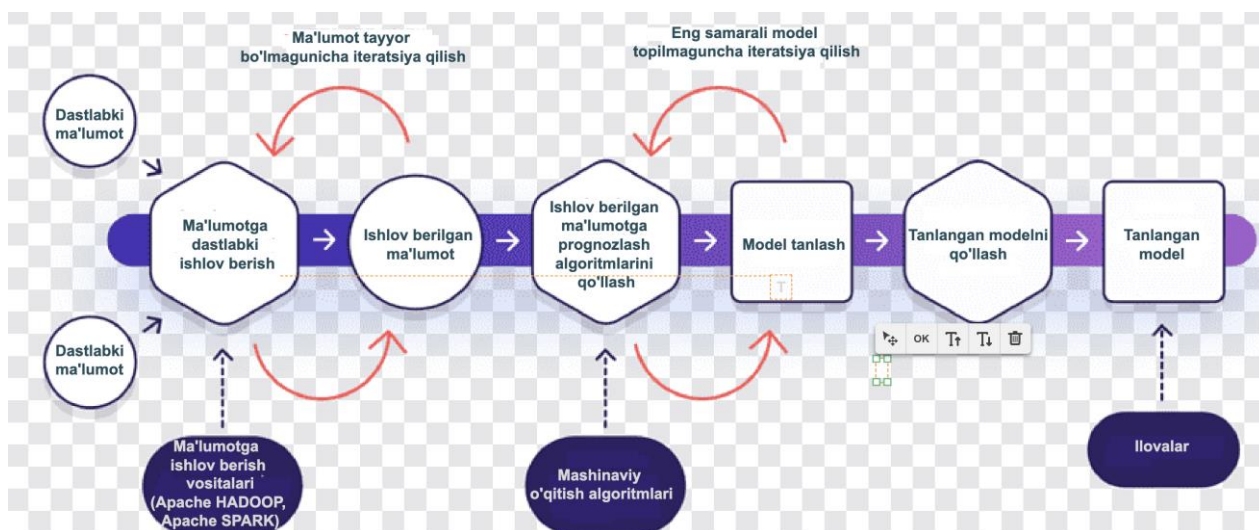 Ma'lumot tayyor
bo'lmagunicha iteratsiya qilish
Eng samarali model
topilmaguncha iteratsiya qilish
Dastlabki
ma'lumot
Ma'lumotga
dastlabki
ishlov berish
Ishlov berilgan
ma'lumot
Ishlov berilgan
ma'lumotga
prognozlash
algoritmlarini
qo'llash
Model tanlash
Tanlangan modelni
qo'llash
Tanlangan
model
T
OK
T
T
Dastlabki
ma'lumot
Ma'lumotga
ishlov berish
vositalari
(Apache HADOOP,
Apache SPARK)
Mashinaviy
o'qitish algoritmlari
Ilovalar